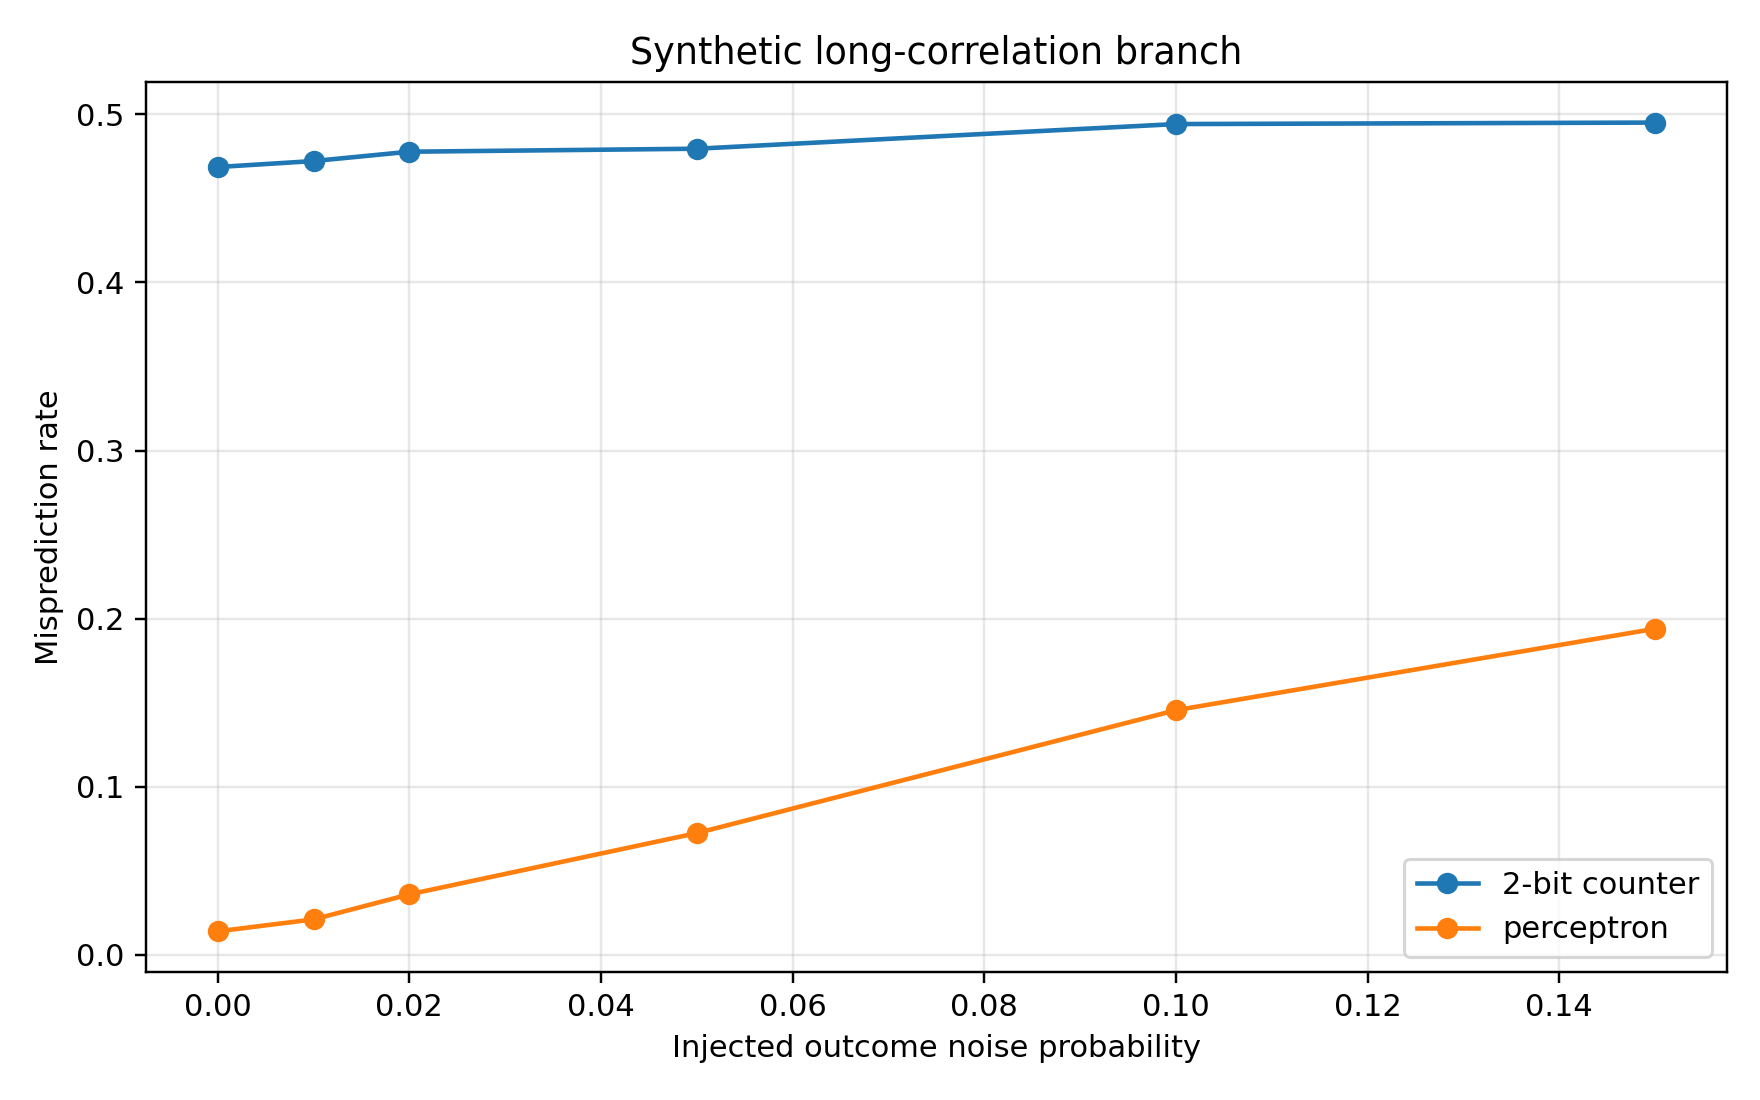 Synthetic long-correlation branch
0.5
0.4
0.3
0.2
0.1
0.0
Misprediction rate
2-bit counter
perceptron
0.00 0.02 0.04 0.06 0.08 0.10 0.12 0.14
Injected outcome noise probability